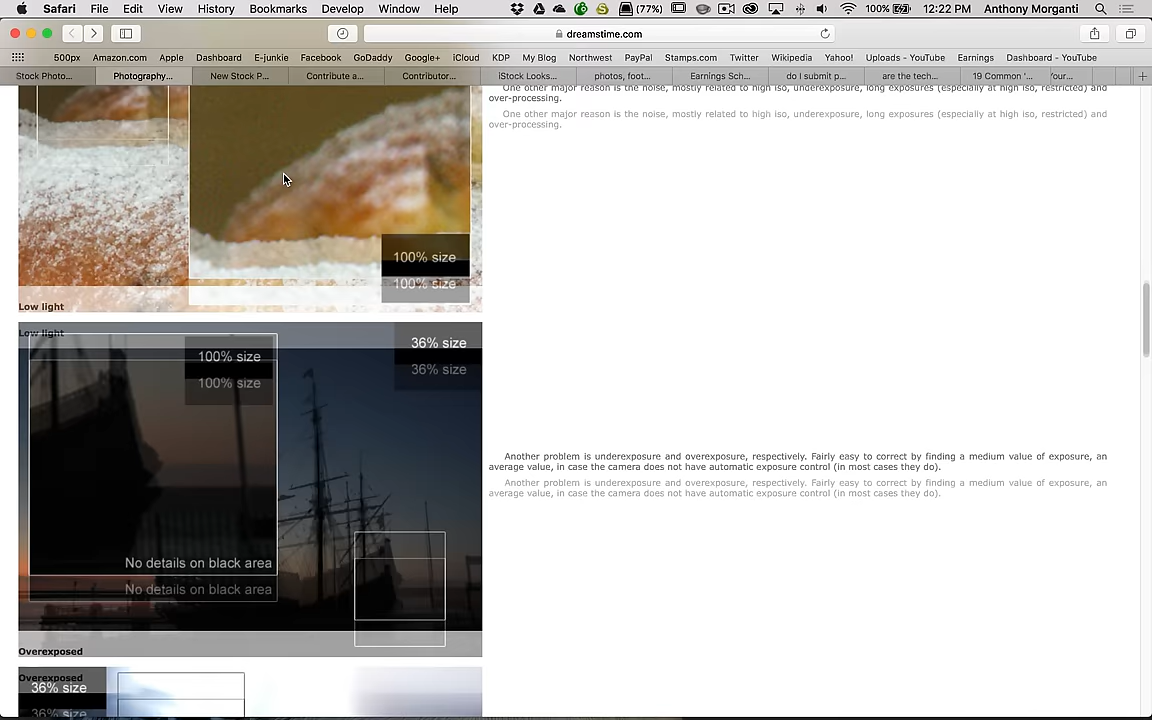 Safari File Edit View History Bookmarks Develop Window Help (77%) 100% 12:22 PM Anthony Morganti
dreamstime.com
500px Amazon.com Apple Dashboard E-junkie Facebook GoDaddy Google+ iCloud KDP My Blog Northwest PayPal Stamps.com Twitter Wikipedia Yahoo! Uploads - YouTube Earnings Dashboard - YouTube
Stock Photo... Photography... New Stock P... Contribute a... Contributor... iStock Looks... photos, foot... Earnings Sch... do I submit p... are the tech... 19 Common '... Your...
One other major reason is the noise, mostly related to high iso, underexposure, long exposures (especially at high iso, restricted) and
over-processing.
One other major reason is the noise, mostly related to high iso, underexposure, long exposures (especially at high iso, restricted) and
over-processing.
100% size
100% size
Low light
Low light
36% size
100% size
36% size
100% size
Another problem is underexposure and overexposure, respectively. Fairly easy to correct by finding a medium value of exposure, an
average value, in case the camera does not have automatic exposure control (in most cases they do).
Another problem is underexposure and overexposure, respectively. Fairly easy to correct by finding a medium value of exposure, an
average value, in case the camera does not have automatic exposure control (in most cases they do).
No details on black area
No details on black area
Overexposed
Overexposed
36% size
36% size